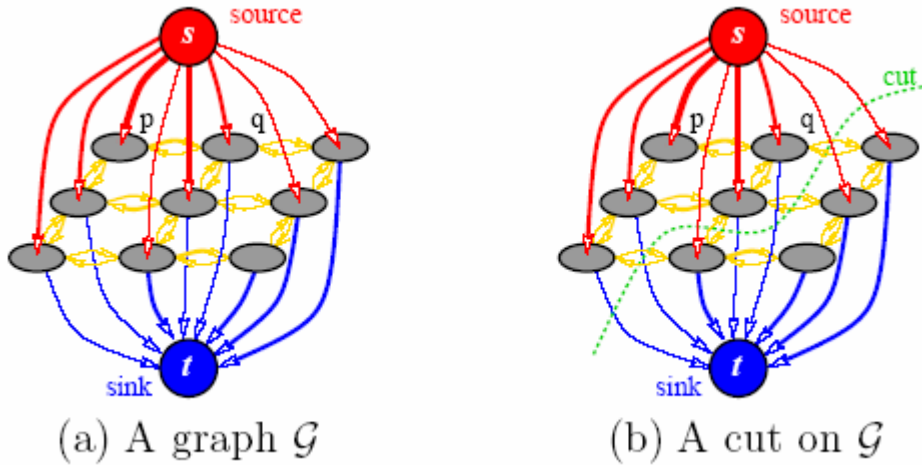 s
source
p
q
t
sink
(a) A graph 𝒢
s
source
cut
p
q
t
sink
(b) A cut on 𝒢